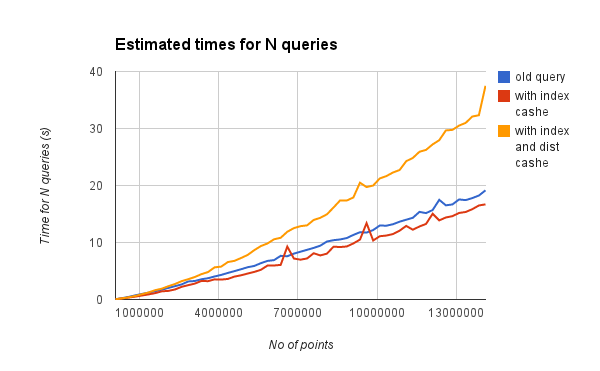 Estimated times for N queries
40
30
20
10
0
Time for N queries (s)
1000000 4000000 7000000 10000000 13000000
No of points
old query
with index
cashe
with index
and dist
cashe